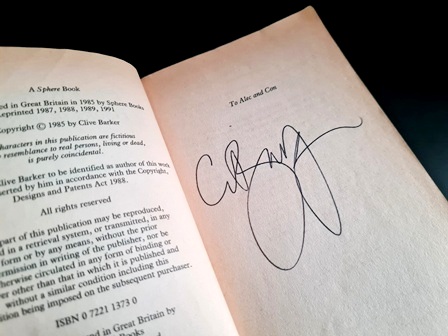 A Sphere Book
ed in Great Britain in 1985 by Sphere Books
Reprinted 1987, 1988, 1989, 1991
Copyright © 1985 by Clive Barker
characters in this publication are fictitious
resemblance to real persons, living or dead,
is purely coincidental.
Clive Barker to be identified as author of this work
serted by him in accordance with the Copyright,
Designs and Patents Act 1988.
All rights reserved
part of this publication may be reproduced,
d in a retrieval system, or transmitted, in any
form or by any means, without the prior
ermission in writing of the publisher, nor be
therwise circulated in any form of binding or
ver other than that in which it is published and
without a similar condition including this
ition being imposed on the subsequent purchaser.
ISBN 0 7221 1373 0
nd in Great Britain by
Books
To Alec and Con